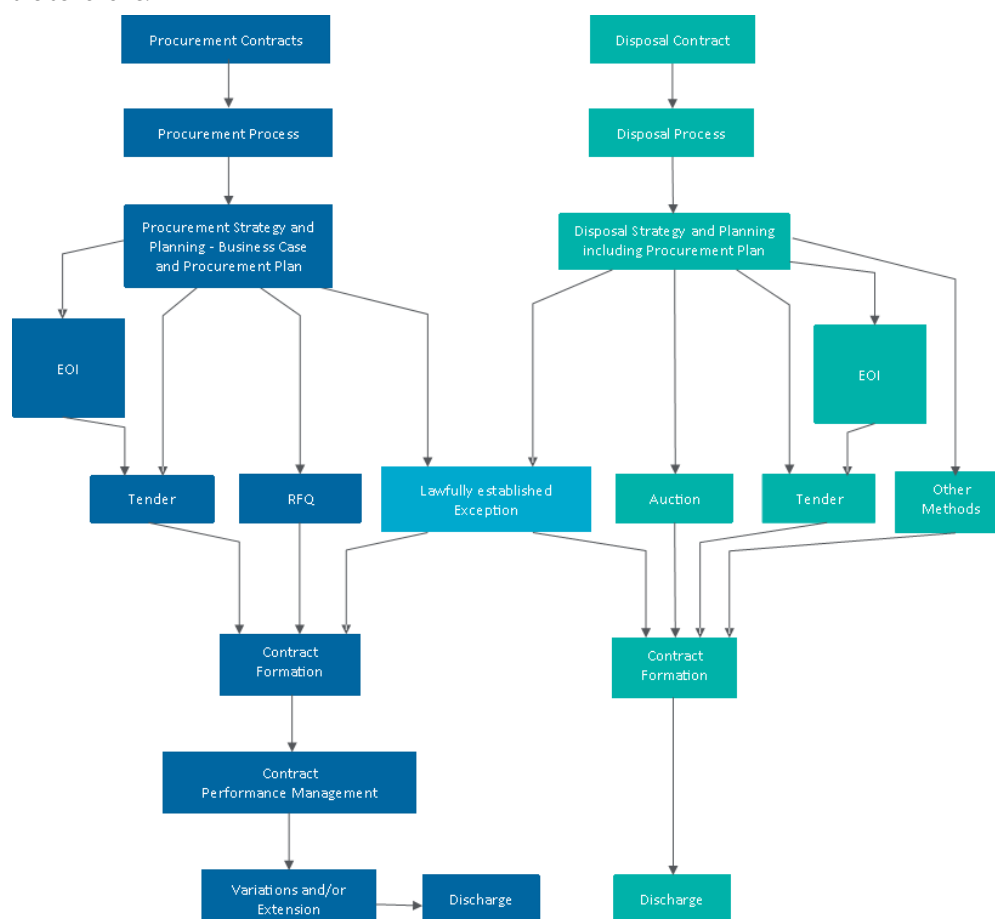 Procurement Contracts
Disposal Contract
Procurement Process
Disposal Process
Procurement Strategy and
Planning - Business Case
and Procurement Plan
Disposal Strategy and Planning
including Procurement Plan
EOI
EOI
Tender
RFQ
Lawfully established
Exception
Auction
Tender
Other
Methods
Contract
Formation
Contract
Formation
Contract
Performance Management
Variations and/or
Extension
Discharge
Discharge